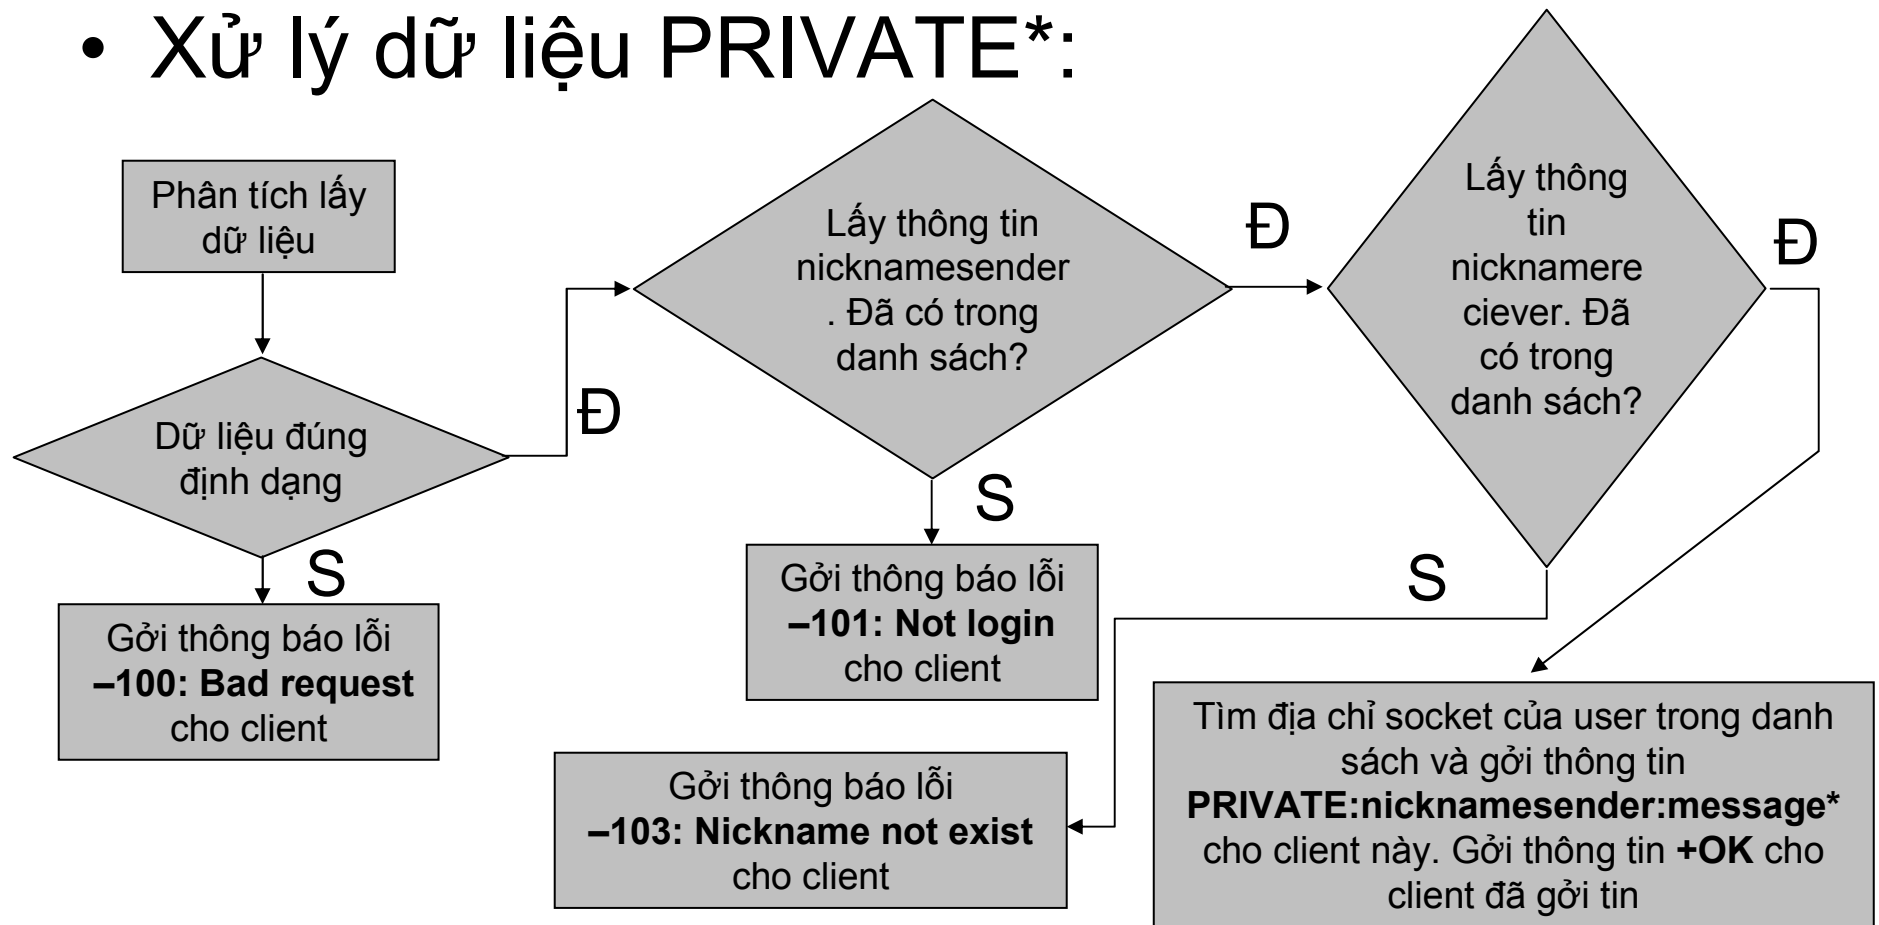 • Xử lý dữ liệu PRIVATE*:
Phân tích lấy
dữ liệu
Dữ liệu đúng
định dạng
Đ
S
Gởi thông báo lỗi
–100: Bad request
cho client
Lấy thông tin
nicknamesender
. Đã có trong
danh sách?
Đ
S
Gởi thông báo lỗi
–101: Not login
cho client
Lấy thông
tin
nicknamere
ciever. Đã
có trong
danh sách?
Đ
S
Gởi thông báo lỗi
–103: Nickname not exist
cho client
Tìm địa chỉ socket của user trong danh
sách và gởi thông tin
PRIVATE:nicknamesender:message*
cho client này. Gởi thông tin +OK cho
client đã gởi tin